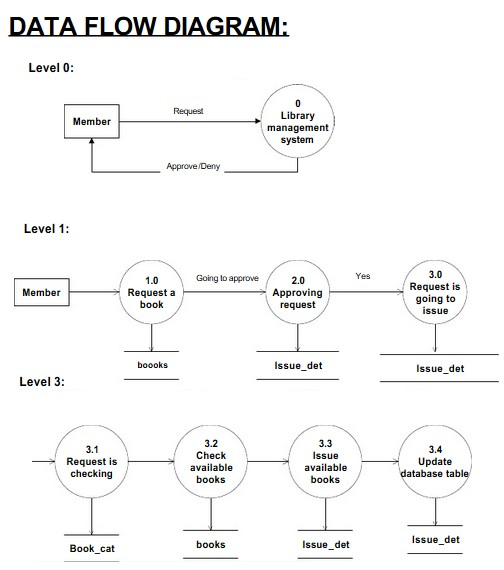 DATA FLOW DIAGRAM:
Level 0:
Member
Request
0
Library
management
system
Approve/Deny
Level 1:
Member
1.0
Request a
book
Going to approve
2.0
Approving
request
Yes
3.0
Request is
going to
issue
boooks
Issue_det
Issue_det
Level 3:
3.1
Request is
checking
3.2
Check
available
books
3.3
Issue
available
books
3.4
Update
database table
Book_cat
books
Issue_det
Issue_det